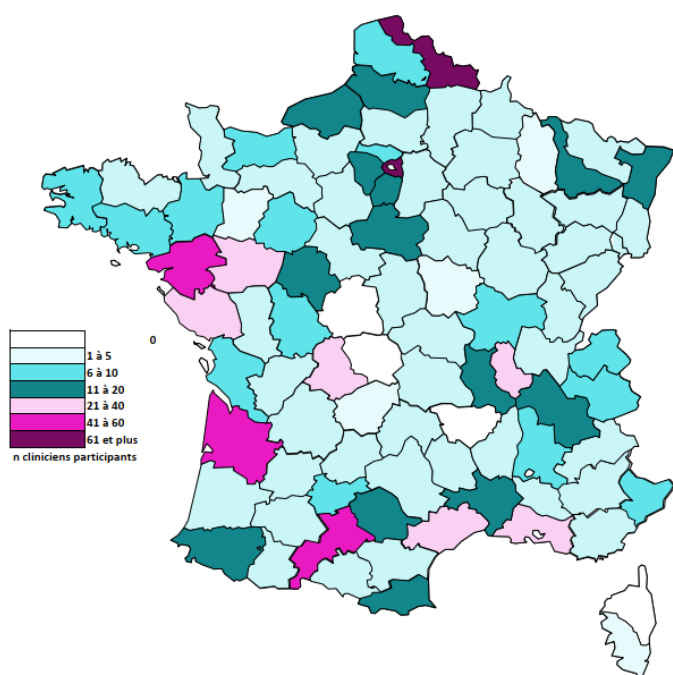 0
1 à 5
6 à 10
11 à 20
21 à 40
41 à 60
61 et plus
n cliniciens participants